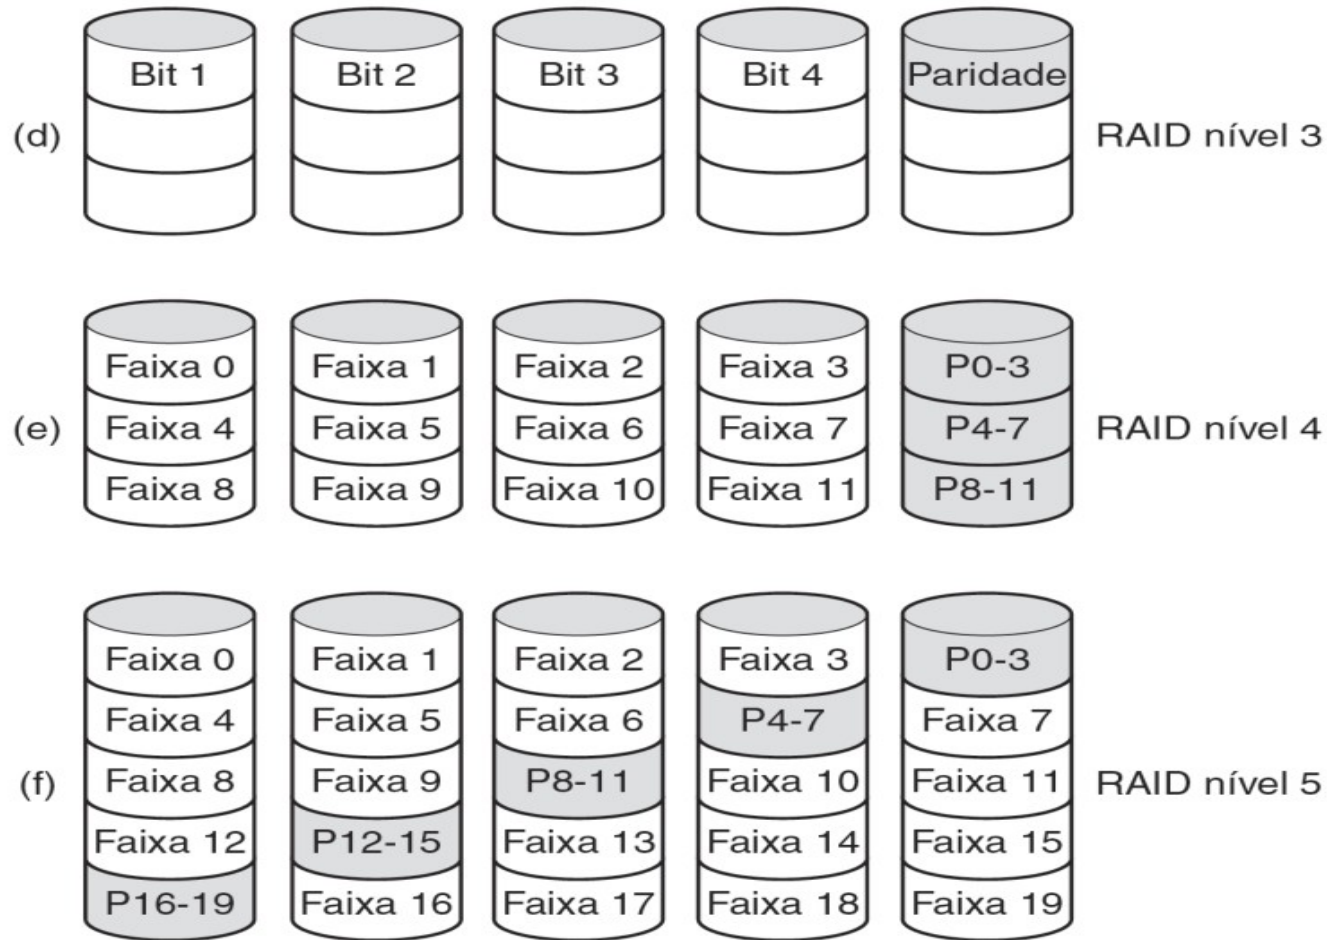 Bit 1 Bit 2 Bit 3 Bit 4 Paridade
(d) RAID nível 3
Faixa 0 Faixa 1 Faixa 2 Faixa 3 P0-3
(e) Faixa 4 Faixa 5 Faixa 6 Faixa 7 P4-7 RAID nível 4
Faixa 8 Faixa 9 Faixa 10 Faixa 11 P8-11
Faixa 0 Faixa 1 Faixa 2 Faixa 3 P0-3
Faixa 4 Faixa 5 Faixa 6 P4-7 Faixa 7
(f) Faixa 8 Faixa 9 P8-11 Faixa 10 Faixa 11 RAID nível 5
Faixa 12 P12-15 Faixa 13 Faixa 14 Faixa 15
P16-19 Faixa 16 Faixa 17 Faixa 18 Faixa 19